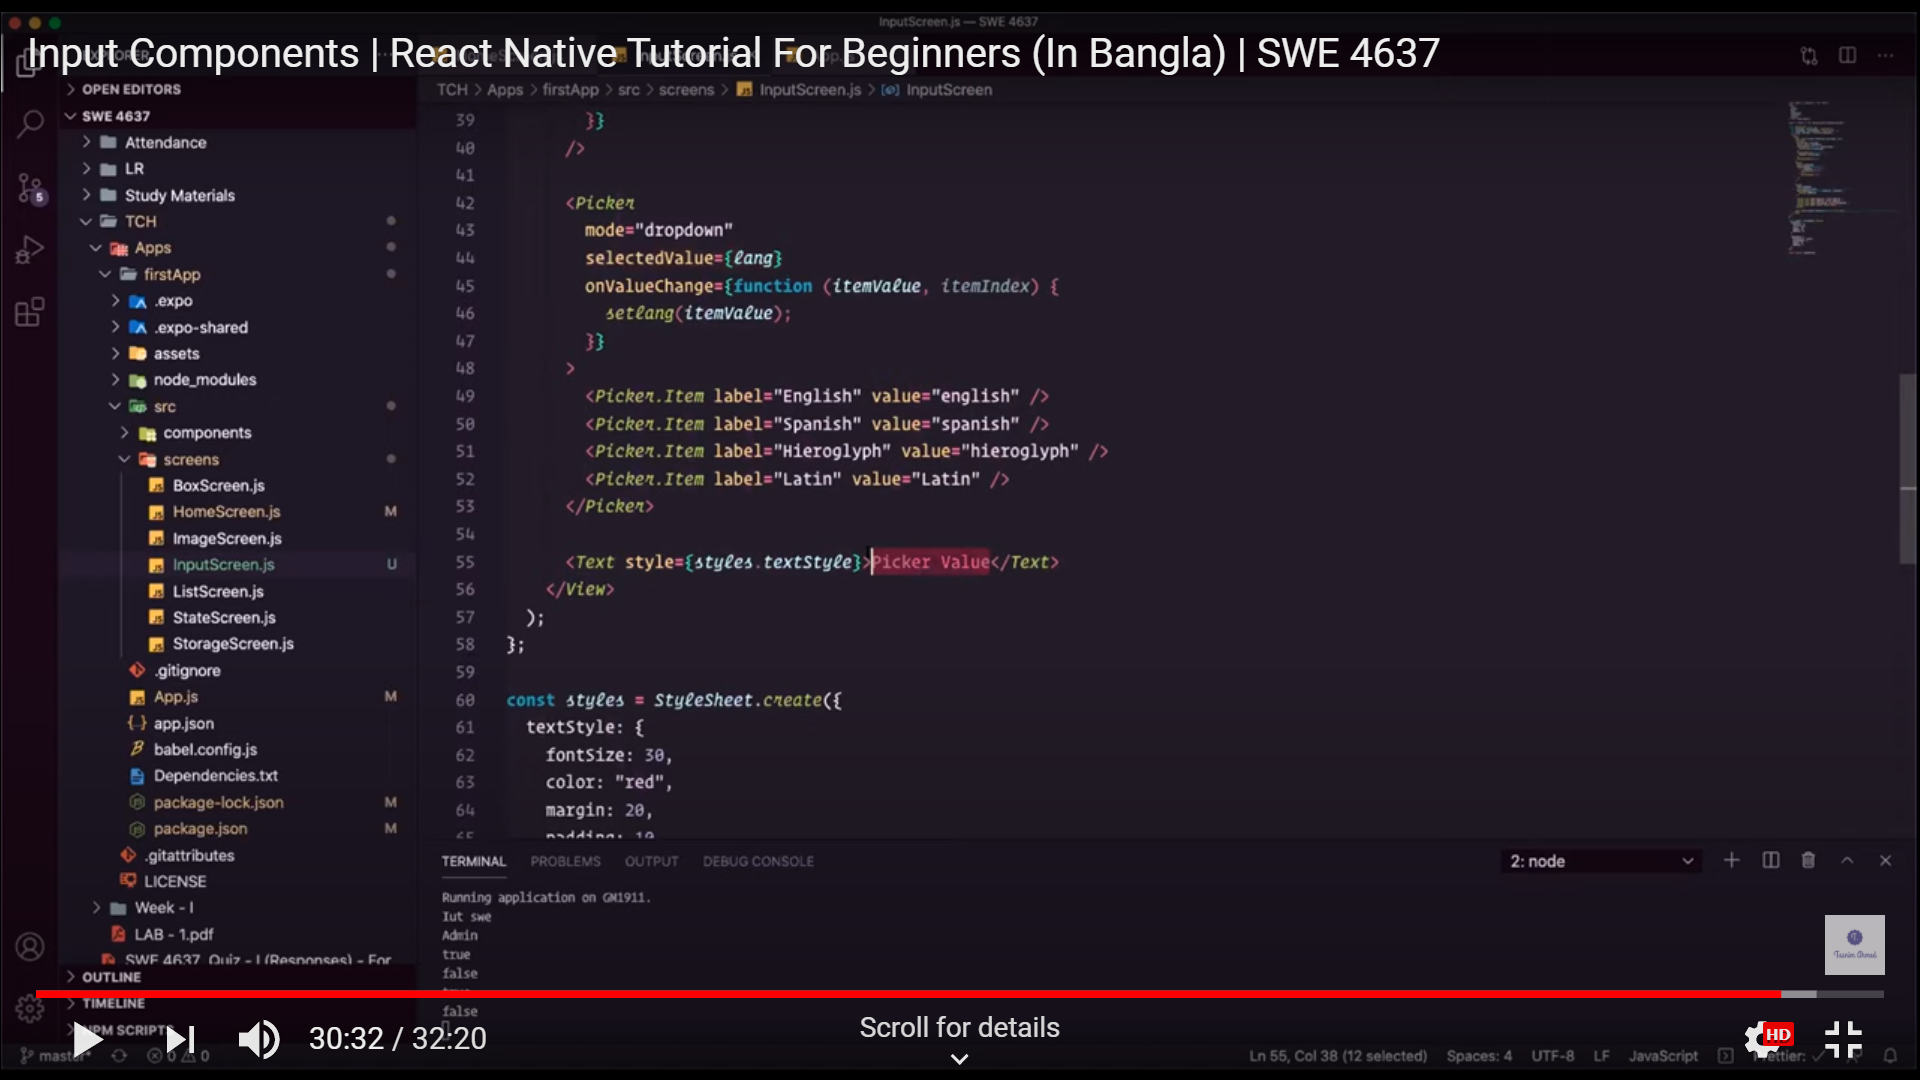 InputScreen.js — SWE 4637
Input Components | React Native Tutorial For Beginners (In Bangla) | SWE 4637
OPEN EDITORS
SWE 4637
Attendance
LR
Study Materials
TCH
Apps
firstApp
.expo
.expo-shared
assets
node_modules
src
components
screens
BoxScreen.js
HomeScreen.js M
ImageScreen.js
InputScreen.js U
ListScreen.js
StateScreen.js
StorageScreen.js
.gitignore
App.js M
app.json
babel.config.js
Dependencies.txt
package-lock.json M
package.json M
.gitattributes
LICENSE
Week - I
LAB - 1.pdf
SWE 4637 Quiz - I (Responses) - For
OUTLINE
TIMELINE
NPM SCRIPTS
5
TCH > Apps > firstApp > src > screens > InputScreen.js > InputScreen
39 }}
40 />
41
42 <Picker
43 mode="dropdown"
44 selectedValue={lang}
45 onValueChange={function (itemValue, itemIndex) {
46 setlang(itemValue);
47 }}
48 >
49 <Picker.Item label="English" value="english" />
50 <Picker.Item label="Spanish" value="spanish" />
51 <Picker.Item label="Hieroglyph" value="hieroglyph" />
52 <Picker.Item label="Latin" value="Latin" />
53 </Picker>
54
55 <Text style={styles.textStyle}>Picker Value</Text>
56 </View>
57 );
58 };
59
60 const styles = StyleSheet.create({
61 textStyle: {
62 fontSize: 30,
63 color: "red",
64 margin: 20,
65 padding: 10
TERMINAL PROBLEMS OUTPUT DEBUG CONSOLE 2: node
Running application on GM1911.
Iut swe
Admin
true
false
true
false
Tasnim Ahmed
30:32 / 32:20
Scroll for details
HD
master* 0 0
Ln 55, Col 38 (12 selected) Spaces: 4 UTF-8 LF JavaScript Prettier: ✓